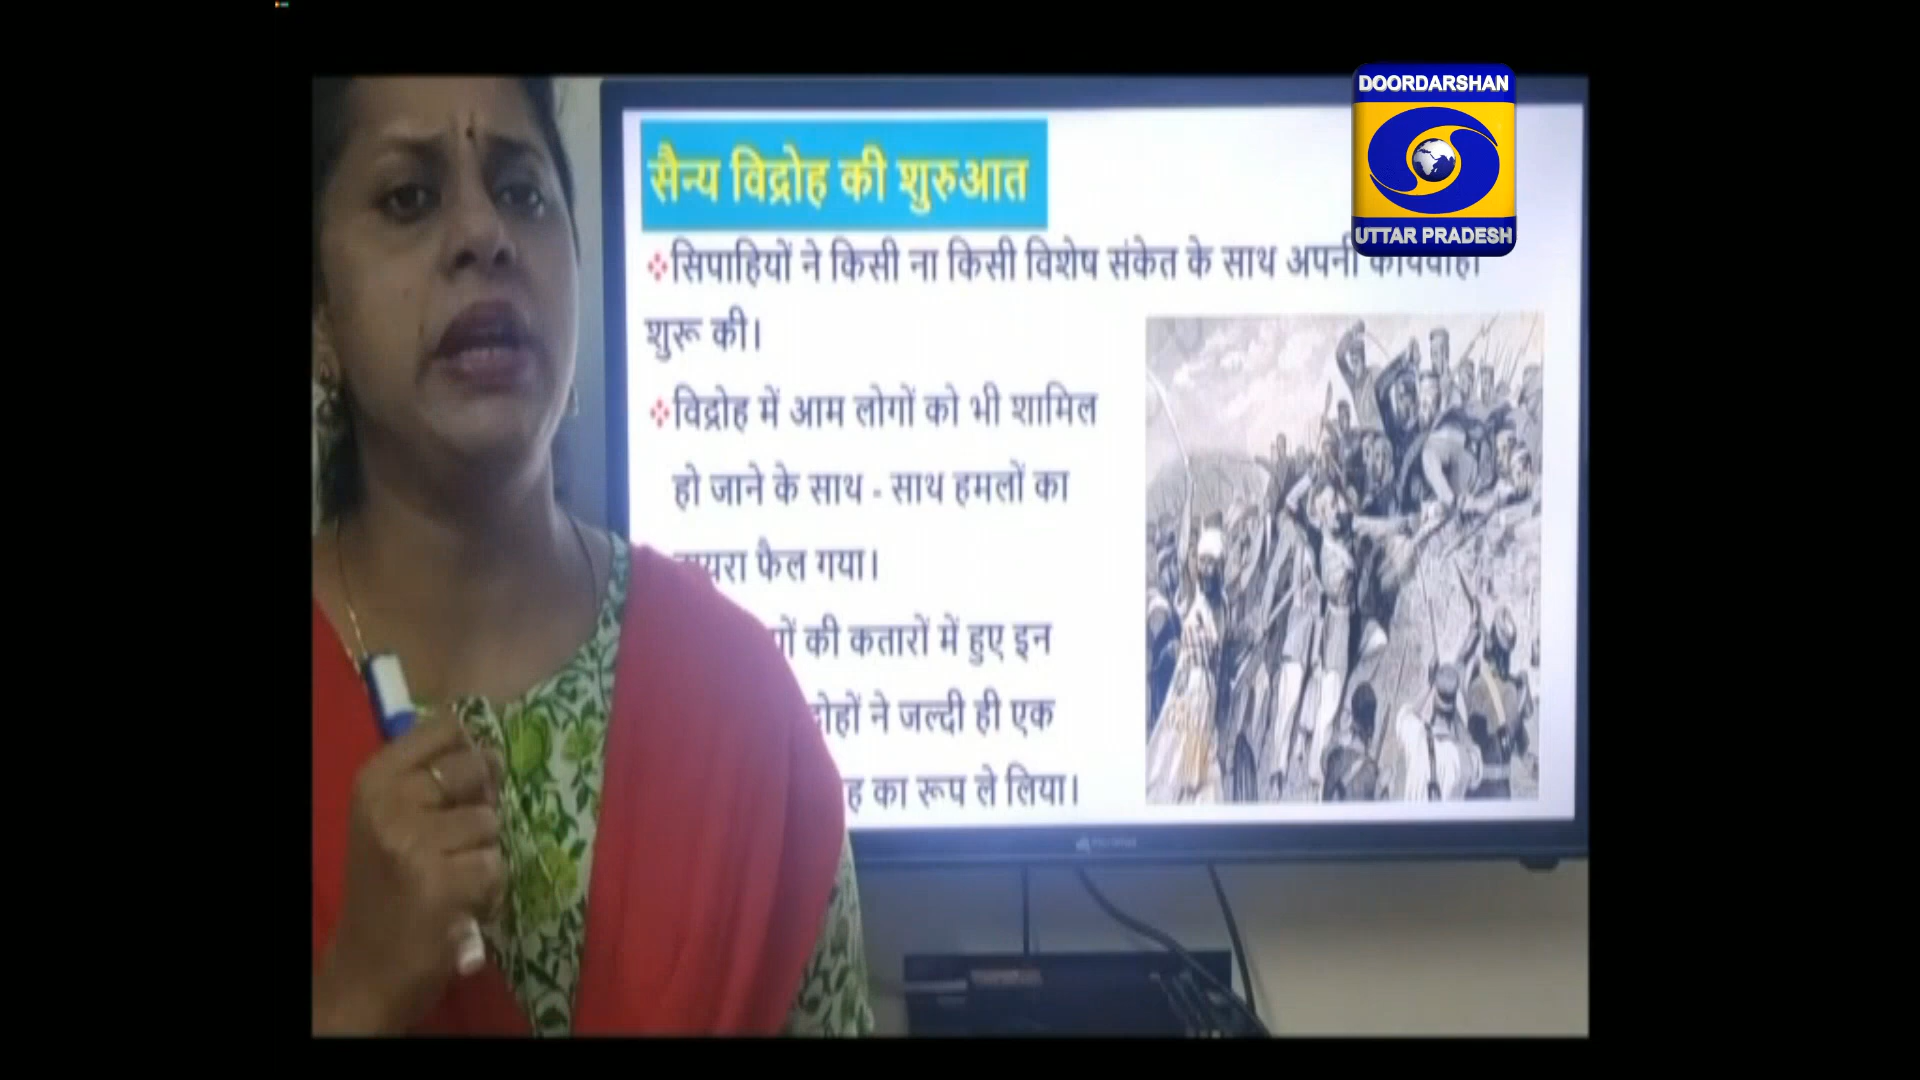 DOORDARSHAN
UTTAR PRADESH
सैन्य विद्रोह की शुरुआत
सिपाहियों ने किसी ना किसी विशेष संकेत के साथ अपनी
शुरू की।
विद्रोह में आम लोगों को भी शामिल
हो जाने के साथ - साथ हमलों का
फैल गया।
की कतारों में हुए इन
ने जल्दी ही एक
का रूप ले लिया।